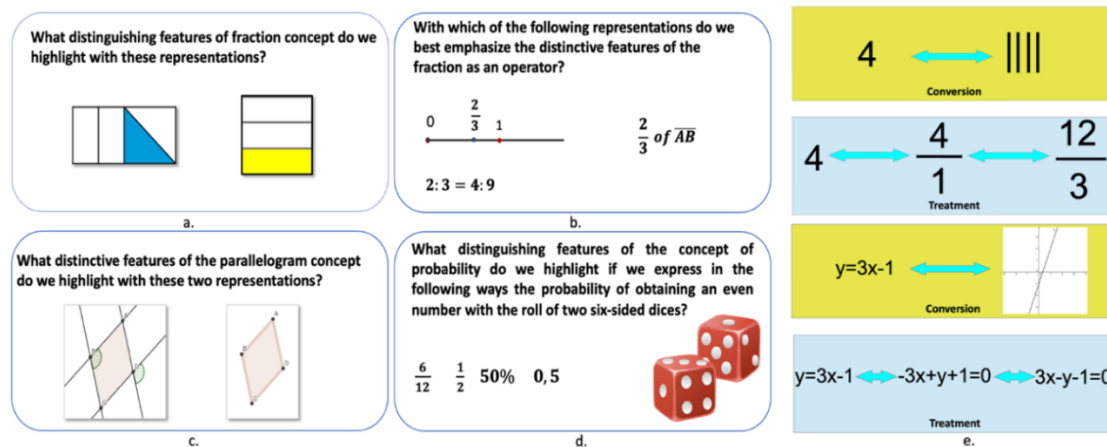 What distinguishing features of fraction concept do we
highlight with these representations?
a.
With which of the following representations do we
best emphasize the distinctive features of the
fraction as an operator?
0 2/3 1
2/3 of AB
2:3 = 4:9
b.
What distinctive features of the parallelogram concept
do we highlight with these two representations?
A
B
D
C
c.
What distinguishing features of the concept of
probability do we highlight if we express in the
following ways the probability of obtaining an even
number with the roll of two six-sided dices?
6/12 1/2 50% 0,5
d.
4 ||||
Conversion
4 4/1 12/3
Treatment
y=3x-1
Conversion
y=3x-1 -3x+y+1=0 3x-y-1=0
Treatment
e.